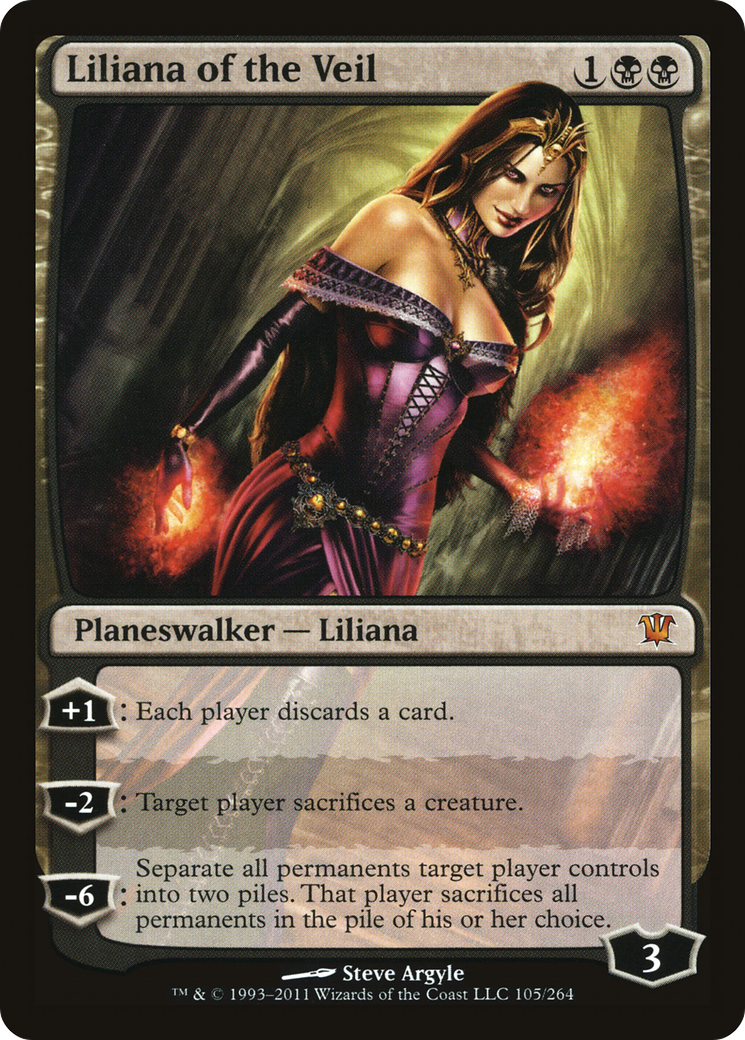 Liliana of the Veil 1
Planeswalker — Liliana
+1 : Each player discards a card.
-2 : Target player sacrifices a creature.
Separate all permanents target player controls
-6 : into two piles. That player sacrifices all
permanents in the pile of his or her choice.
3
Steve Argyle
™ & © 1993–2011 Wizards of the Coast LLC 105/264